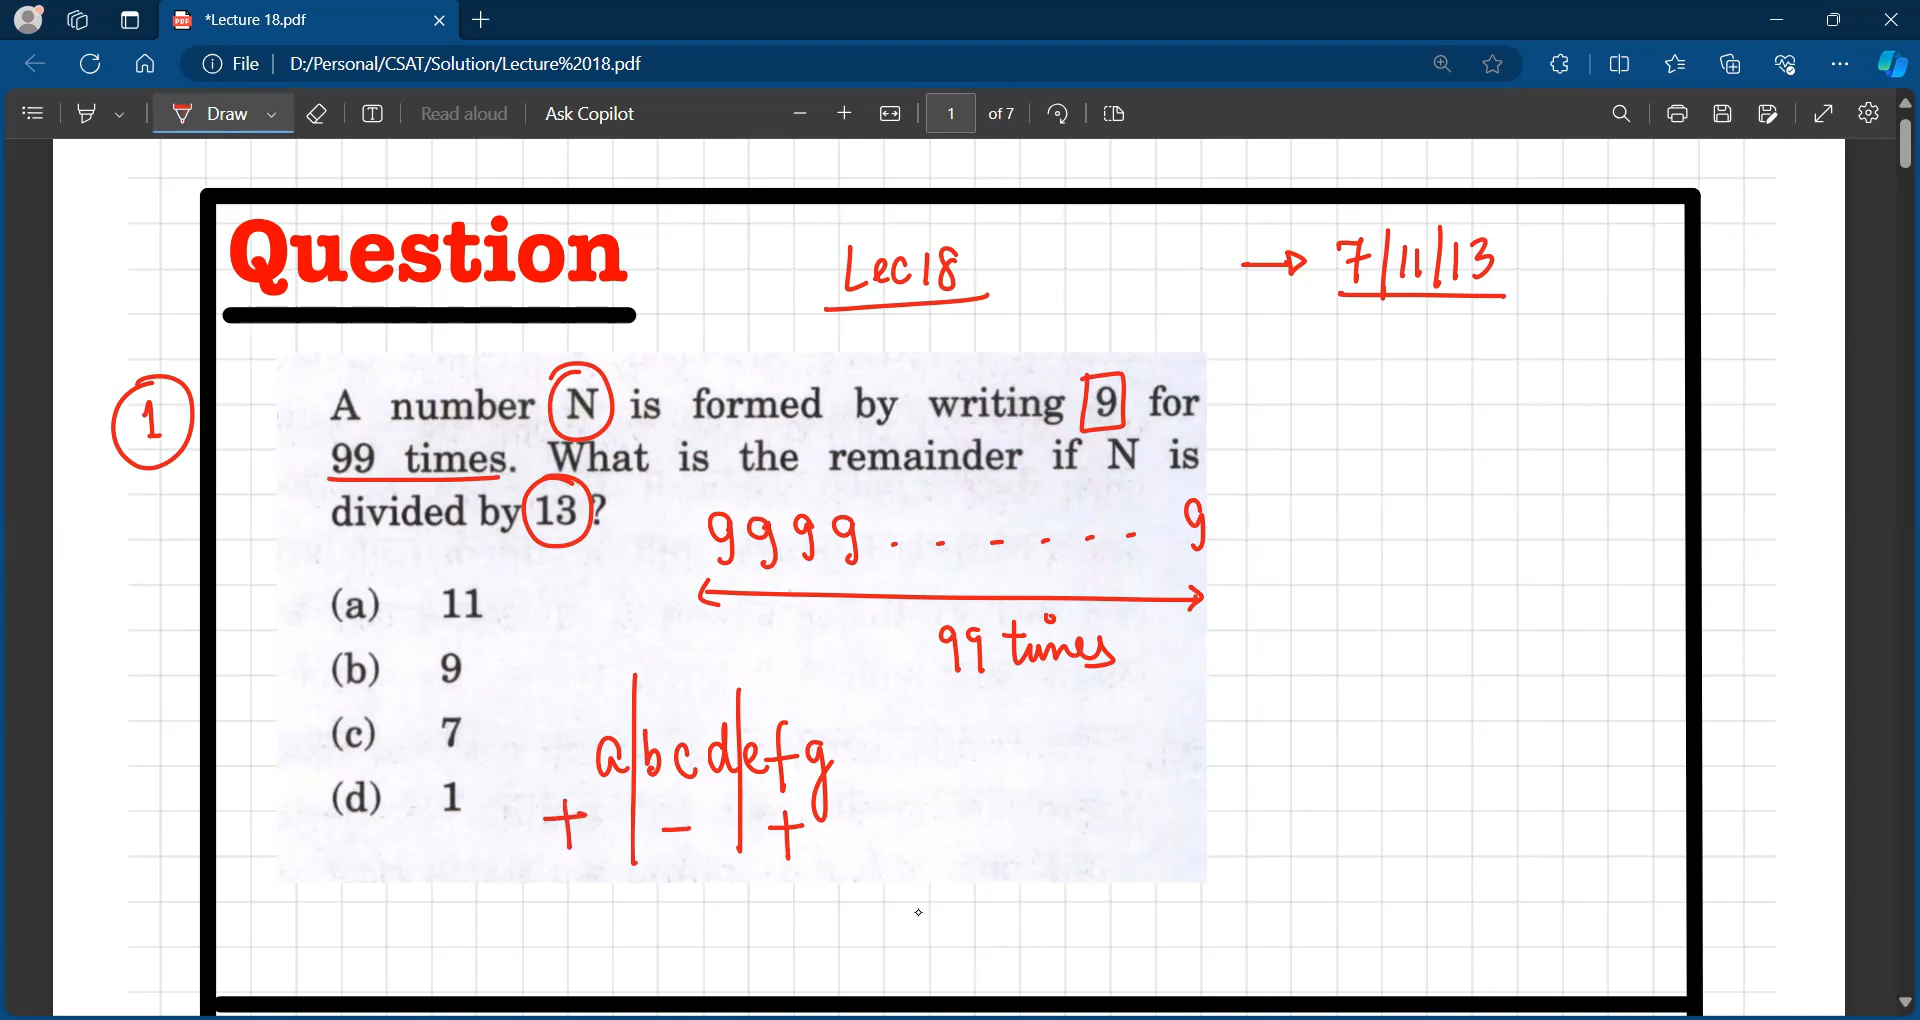 *Lecture 18.pdf
File
D:/Personal/CSAT/Solution/Lecture%2018.pdf
Draw
Read aloud
Ask Copilot
1 of 7
Question
Lec 18
7/11/13
1
A number N is formed by writing 9 for
99 times. What is the remainder if N is
divided by 13?
9999. - - - - - - 9
99 times
(a) 11
(b) 9
(c) 7
(d) 1
a|bcd|efg
+ - +